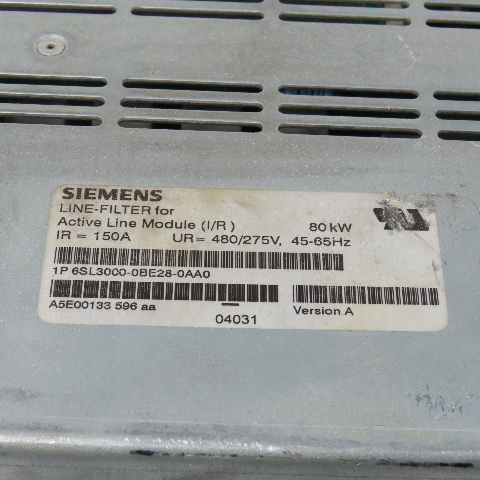 SIEMENS
LINE-FILTER for
Active Line Module (I/R) 80 kW
IR = 150A UR= 480/275V, 45-65Hz
1P 6SL3000-0BE28-0AA0
A5E00133 596 aa 04031 Version A